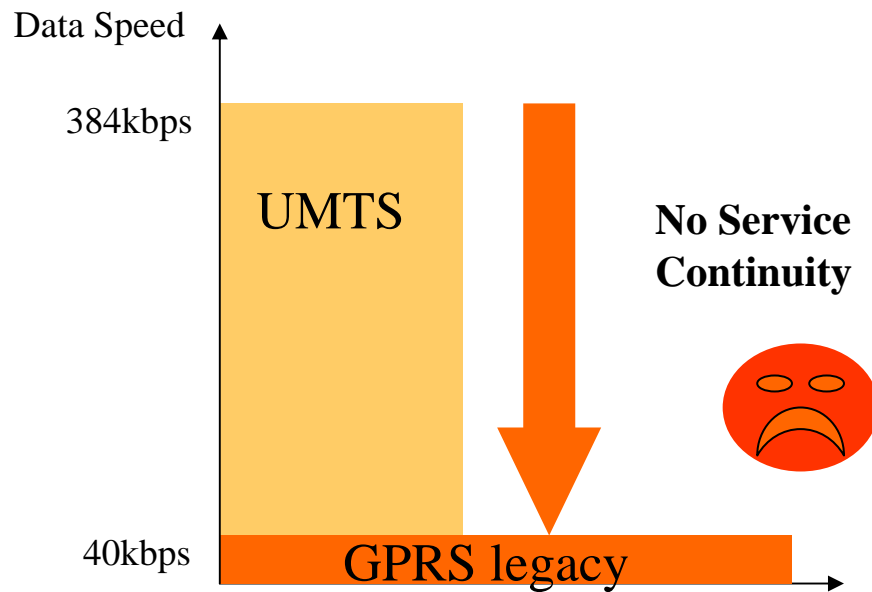 Data Speed
384kbps
UMTS
No Service
Continuity
40kbps
GPRS legacy